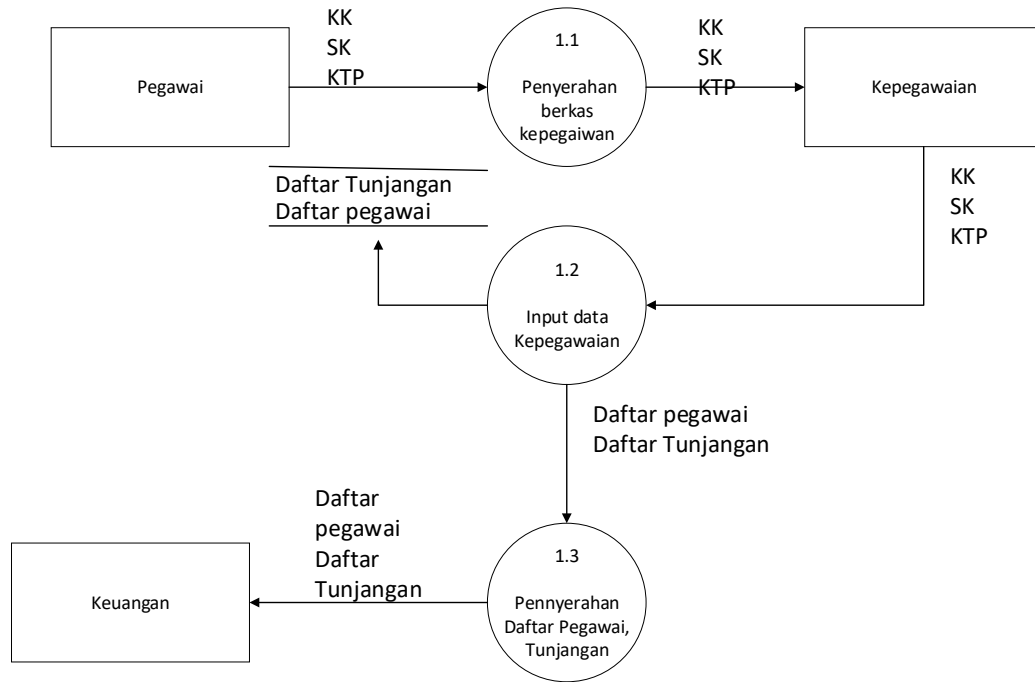 KK
SK
KTP
Pegawai
1.1
Penyerahan
berkas
kepegaiwan
KK
SK
KTP
Kepegawaian
KK
SK
KTP
Daftar Tunjangan
Daftar pegawai
1.2
Input data
Kepegawaian
Daftar pegawai
Daftar Tunjangan
Daftar
pegawai
Daftar
Tunjangan
Keuangan
1.3
Pennyerahan
Daftar Pegawai,
Tunjangan